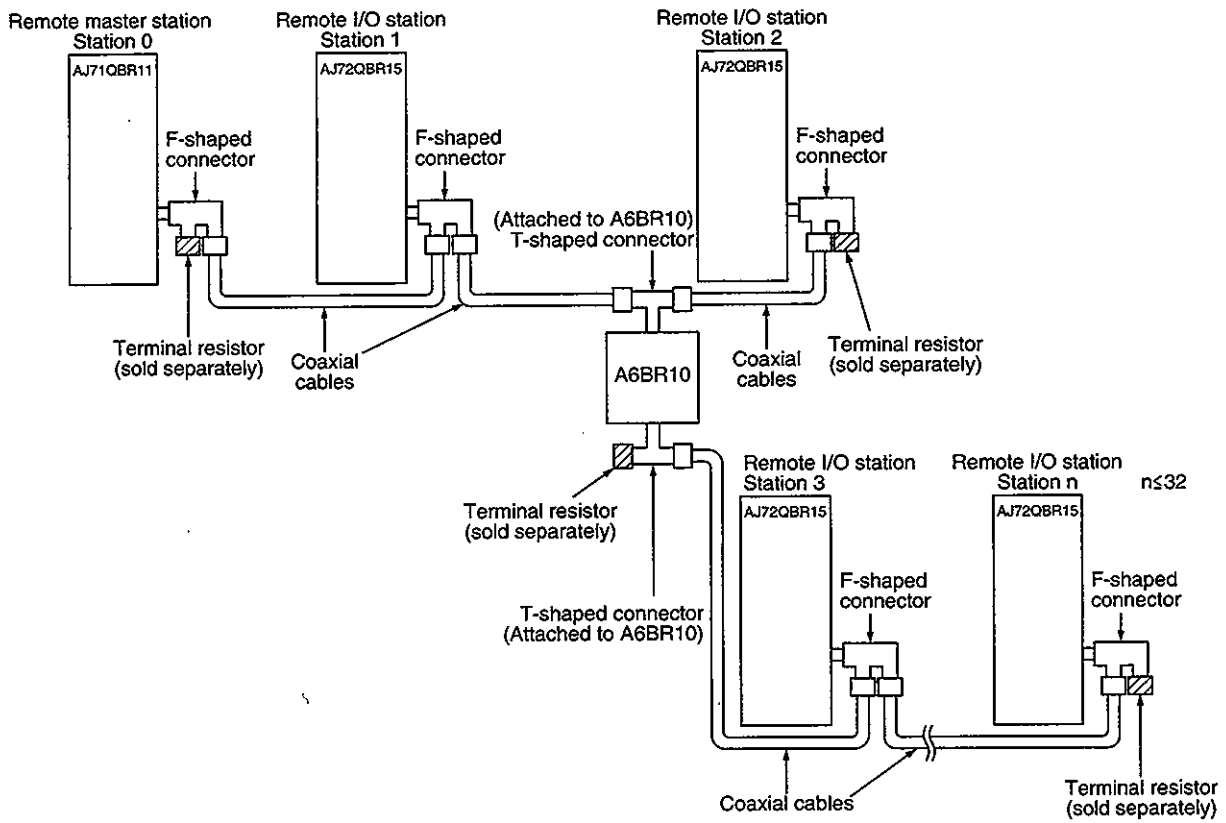 Remote master station
Station 0
AJ71QBR11
F-shaped
connector
Terminal resistor
(sold separately)
Remote I/O station
Station 1
AJ72QBR15
F-shaped
connector
Coaxial
cables
(Attached to A6BR10)
T-shaped connector
Remote I/O station
Station 2
AJ72QBR15
F-shaped
connector
Coaxial
cables
Terminal resistor
(sold separately)
A6BR10
Terminal resistor
(sold separately)
T-shaped connector
(Attached to A6BR10)
Remote I/O station
Station 3
AJ72QBR15
F-shaped
connector
Coaxial cables
Remote I/O station
Station n
n≤32
AJ72QBR15
F-shaped
connector
Terminal resistor
(sold separately)